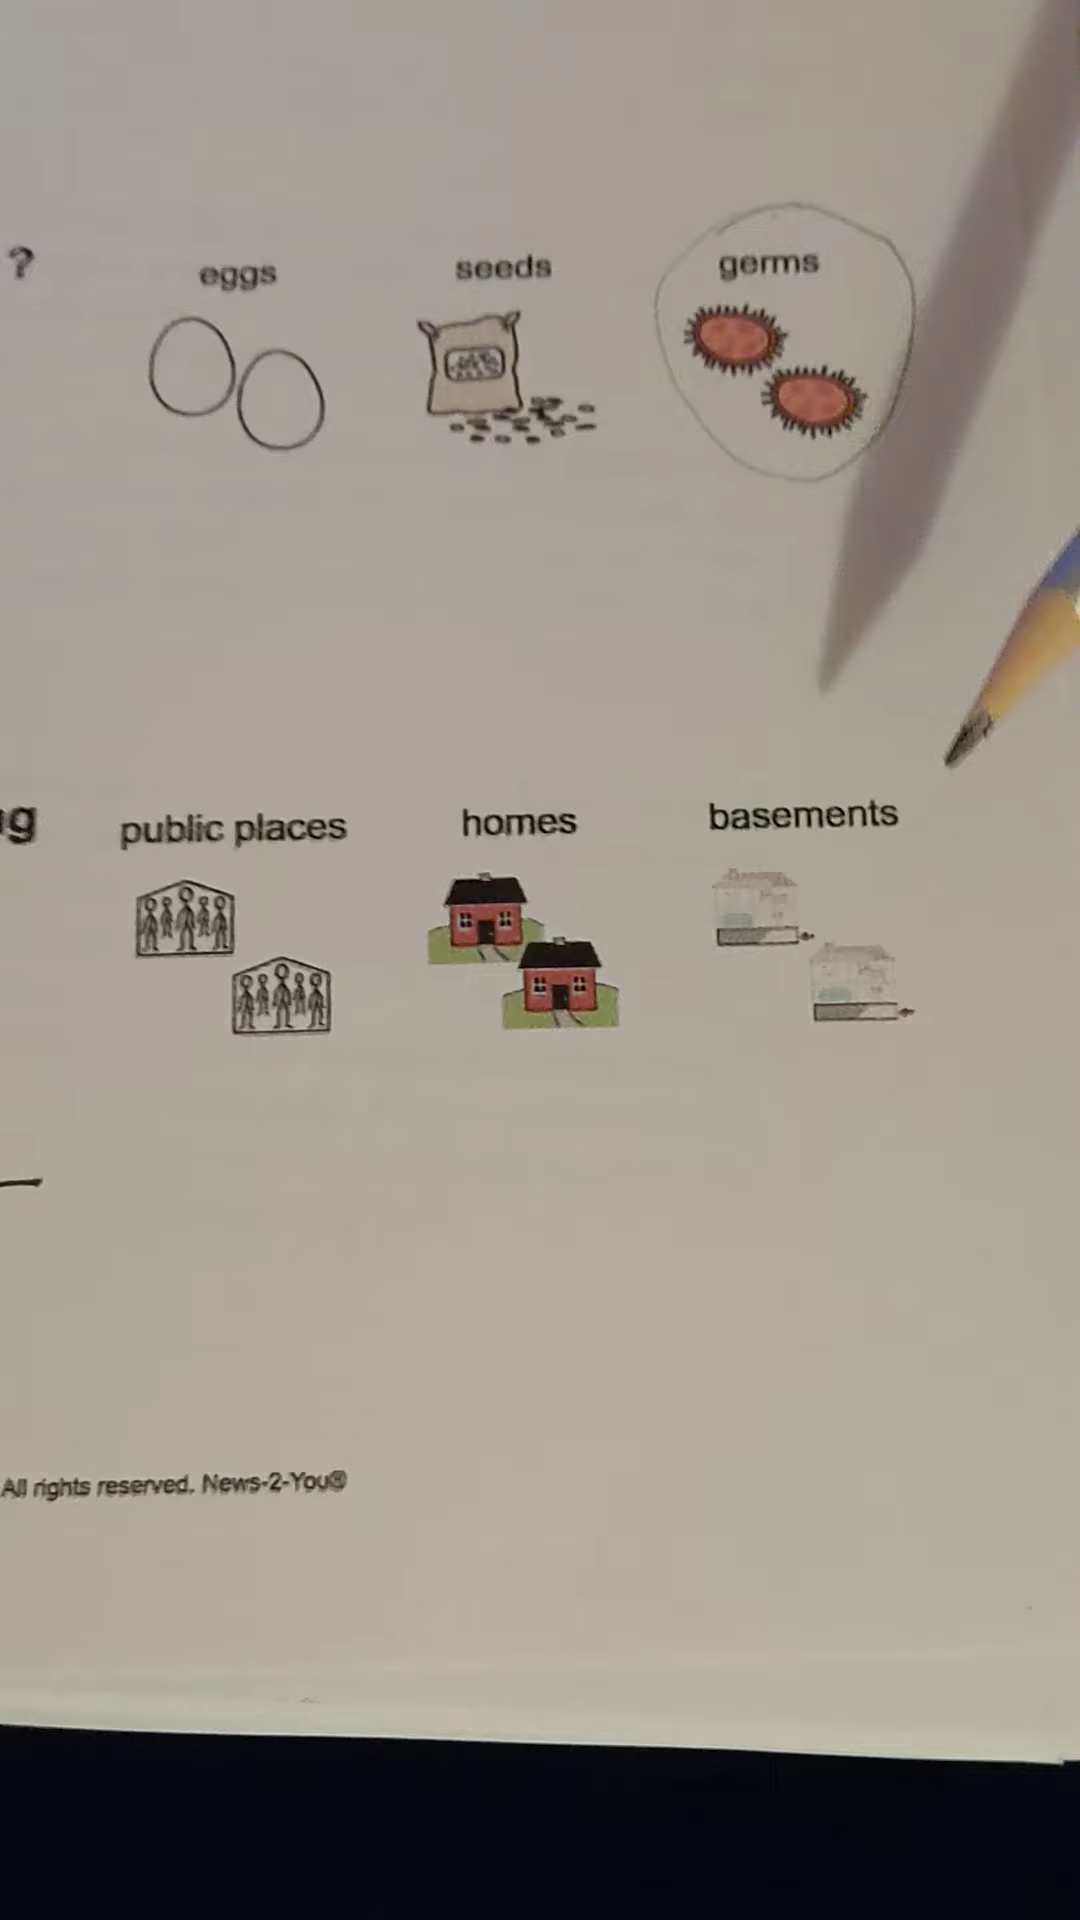 ? eggs seeds germs
g public places homes basements
All rights reserved. News-2-You®